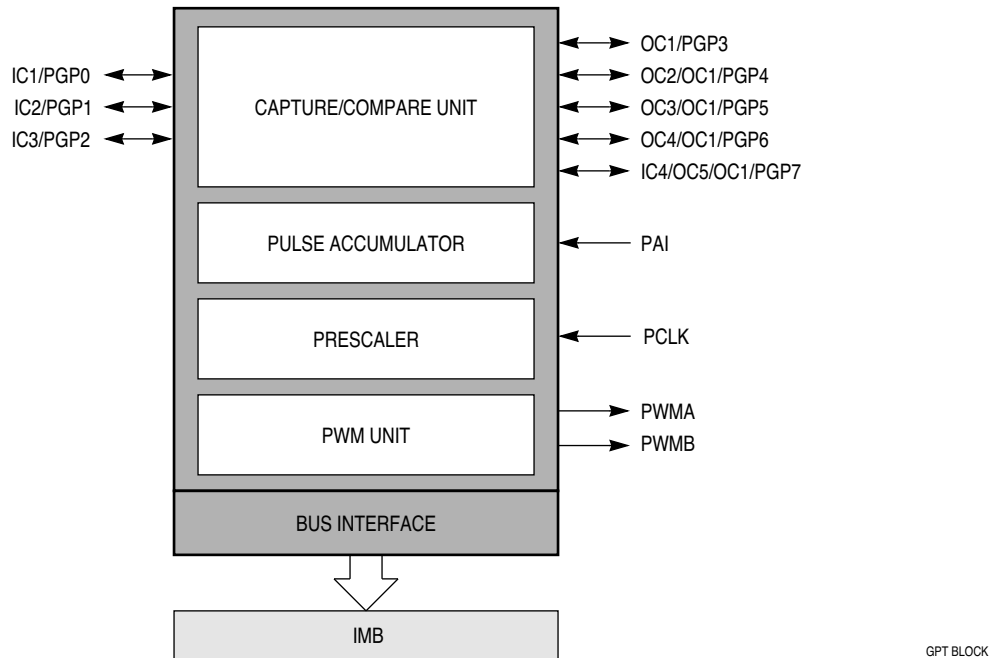 IC1/PGP0
IC2/PGP1
IC3/PGP2
CAPTURE/COMPARE UNIT
OC1/PGP3
OC2/OC1/PGP4
OC3/OC1/PGP5
OC4/OC1/PGP6
IC4/OC5/OC1/PGP7
PULSE ACCUMULATOR
PAI
PRESCALER
PCLK
PWM UNIT
PWMA
PWMB
BUS INTERFACE
IMB
GPT BLOCK